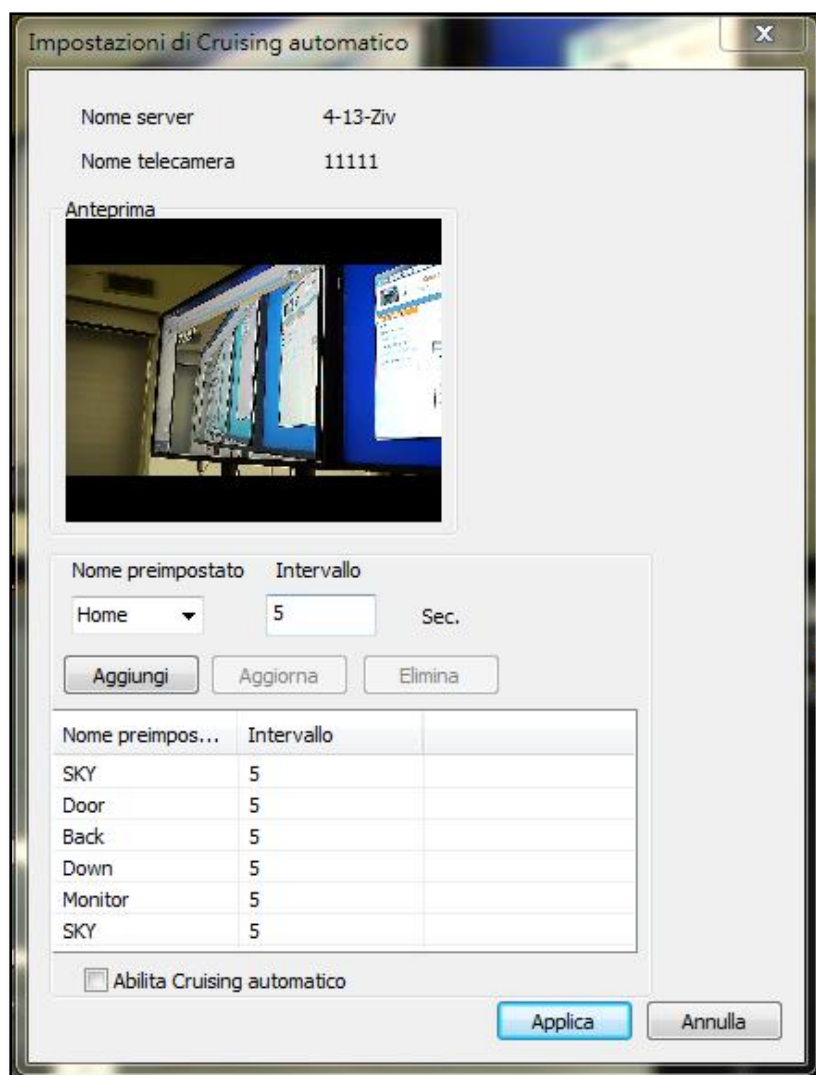 Impostazioni di Cruising automatico
Nome server 4-13-Ziv
Nome telecamera 11111
Anteprima
Nome preimpostato Intervallo
Home 5 Sec.
Aggiungi Aggiorna Elimina
Nome preimpos... Intervallo
SKY 5
Door 5
Back 5
Down 5
Monitor 5
SKY 5
Abilita Cruising automatico
Applica Annulla